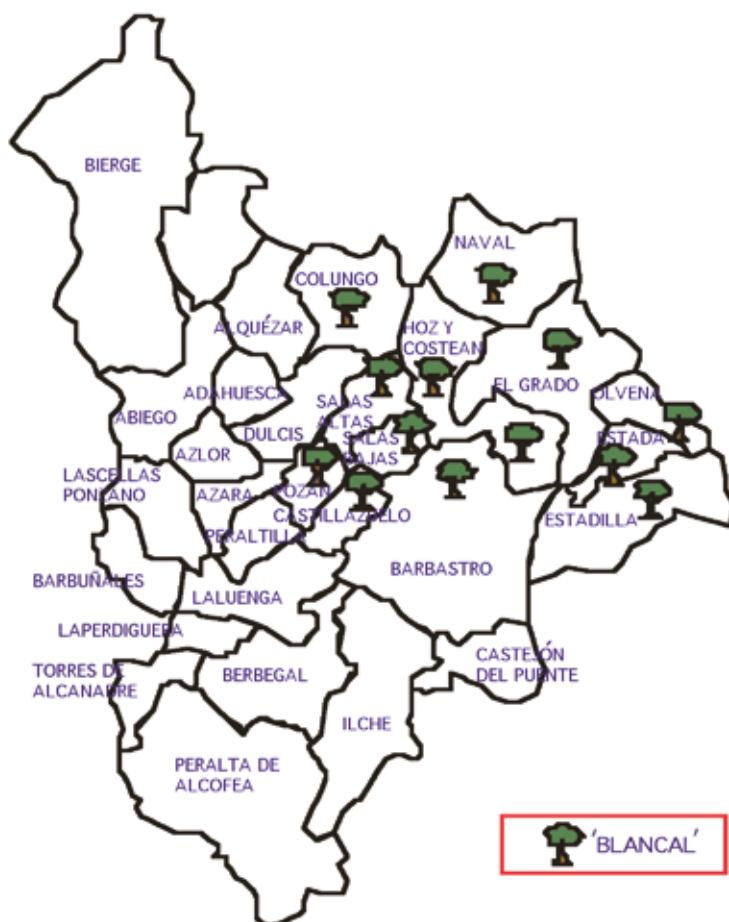 BIERGE
NAVAL
COLUNGO
ALQUÉZAR
HOZ Y
COSTEAN
EL GRADO
ADAHUESCA
OLVENA
ABIEGO
SALAS
ALTAS
DULCIS
SALAS
BAJAS
ESTADA
AZLOR
LASCELLAS
PONZANO
AZARA
POZAN
CASTILLAZUELO
ESTADILLA
PERALTILLA
BARBASTRO
BARBUÑALES
LALUENGA
LAPERDIGUERA
CASTEJÓN
DEL PUENTE
TORRES DE
ALCANADRE
BERBEGAL
ILCHE
PERALTA DE
ALCOFEA
'BLANCAL'